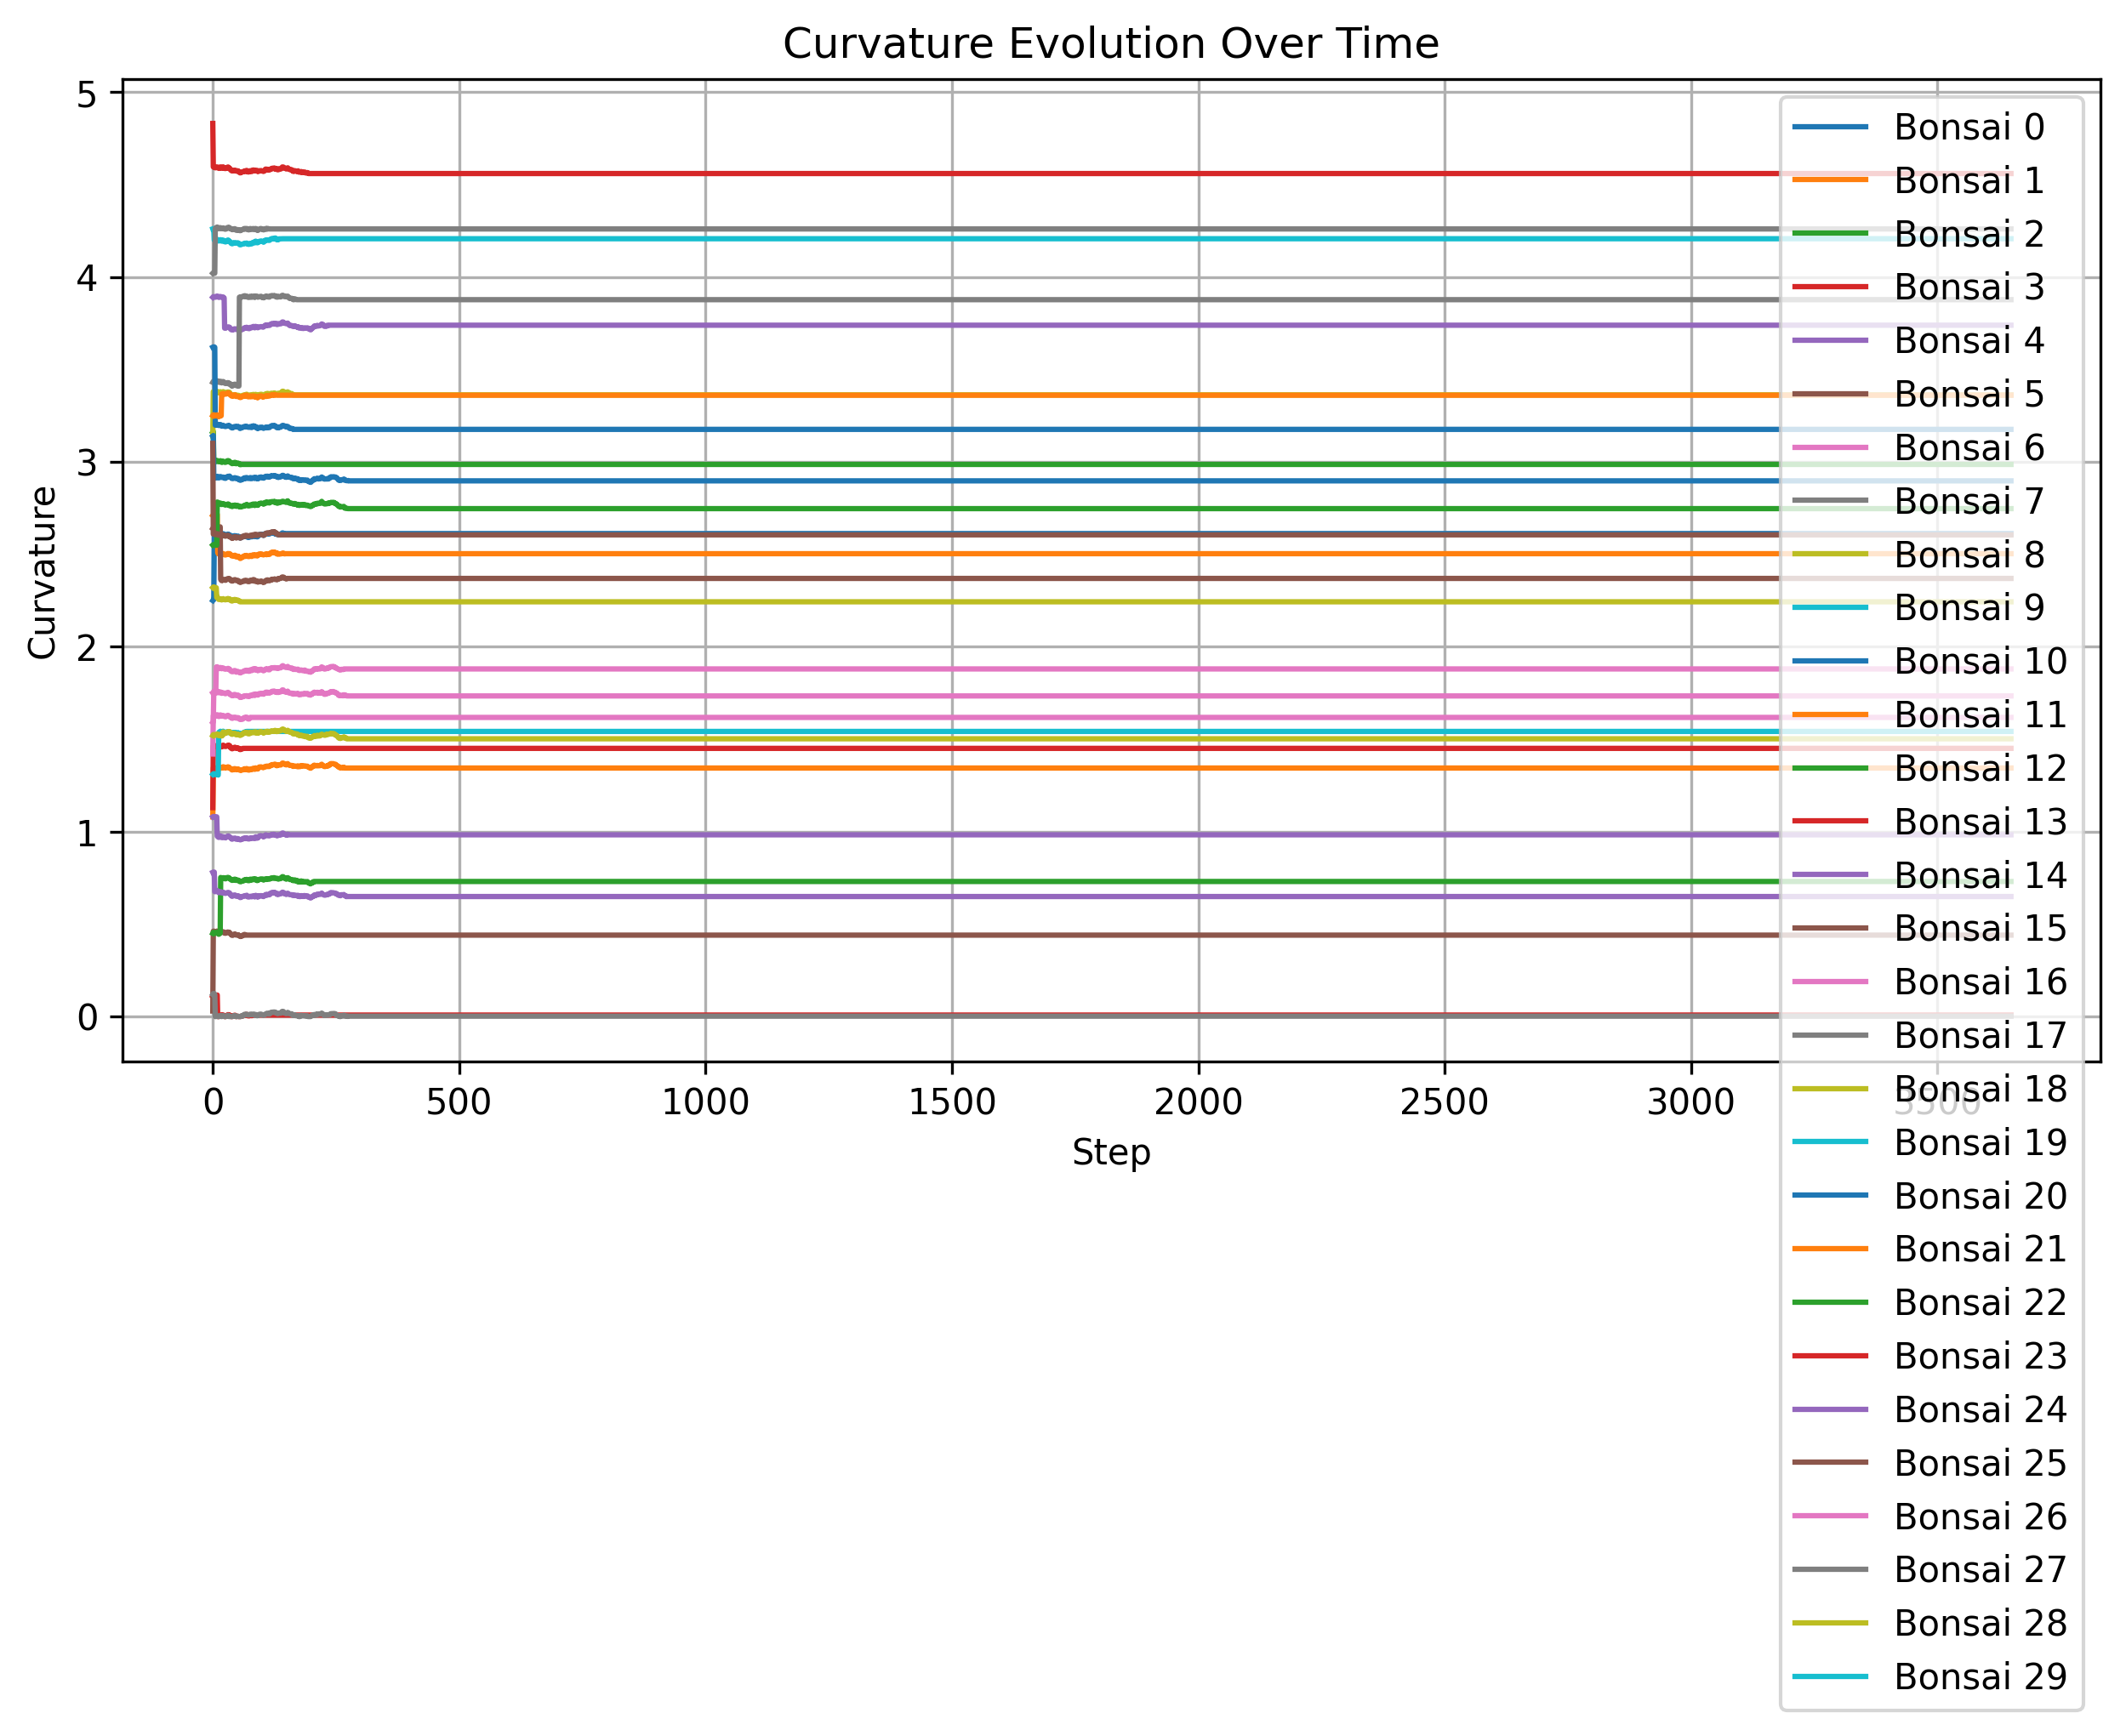 Curvature Evolution Over Time
5
4
3
2
1
0
Curvature
0 500 1000 1500 2000 2500 3000 3500
Step
Bonsai 0
Bonsai 1
Bonsai 2
Bonsai 3
Bonsai 4
Bonsai 5
Bonsai 6
Bonsai 7
Bonsai 8
Bonsai 9
Bonsai 10
Bonsai 11
Bonsai 12
Bonsai 13
Bonsai 14
Bonsai 15
Bonsai 16
Bonsai 17
Bonsai 18
Bonsai 19
Bonsai 20
Bonsai 21
Bonsai 22
Bonsai 23
Bonsai 24
Bonsai 25
Bonsai 26
Bonsai 27
Bonsai 28
Bonsai 29